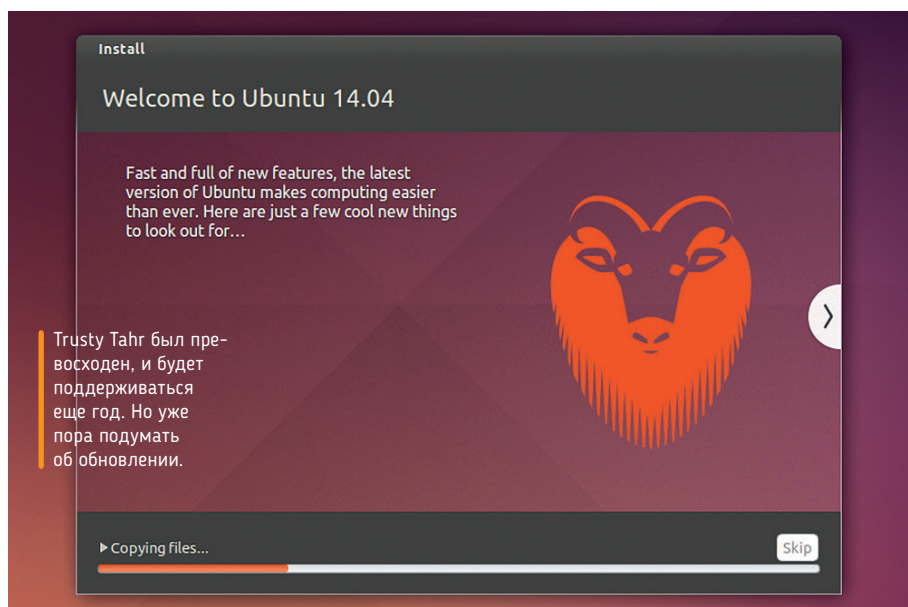 Install
Welcome to Ubuntu 14.04
Fast and full of new features, the latest
version of Ubuntu makes computing easier
than ever. Here are just a few cool new things
to look out for…
Trusty Tahr был пре-
восходен, и будет
поддерживаться
еще год. Но уже
пора подумать
об обновлении.
Copying files...
Skip